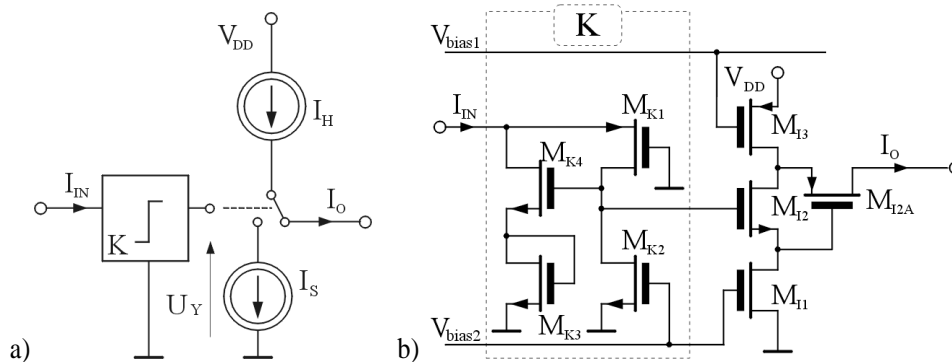 V_DD
I_H
I_IN
I_O
K
U_Y
I_S
a)
K
V_bias1
V_DD
I_IN
M_K1
M_I3
M_K4
I_O
M_I2
M_I2A
M_K2
M_I1
M_K3
V_bias2
b)